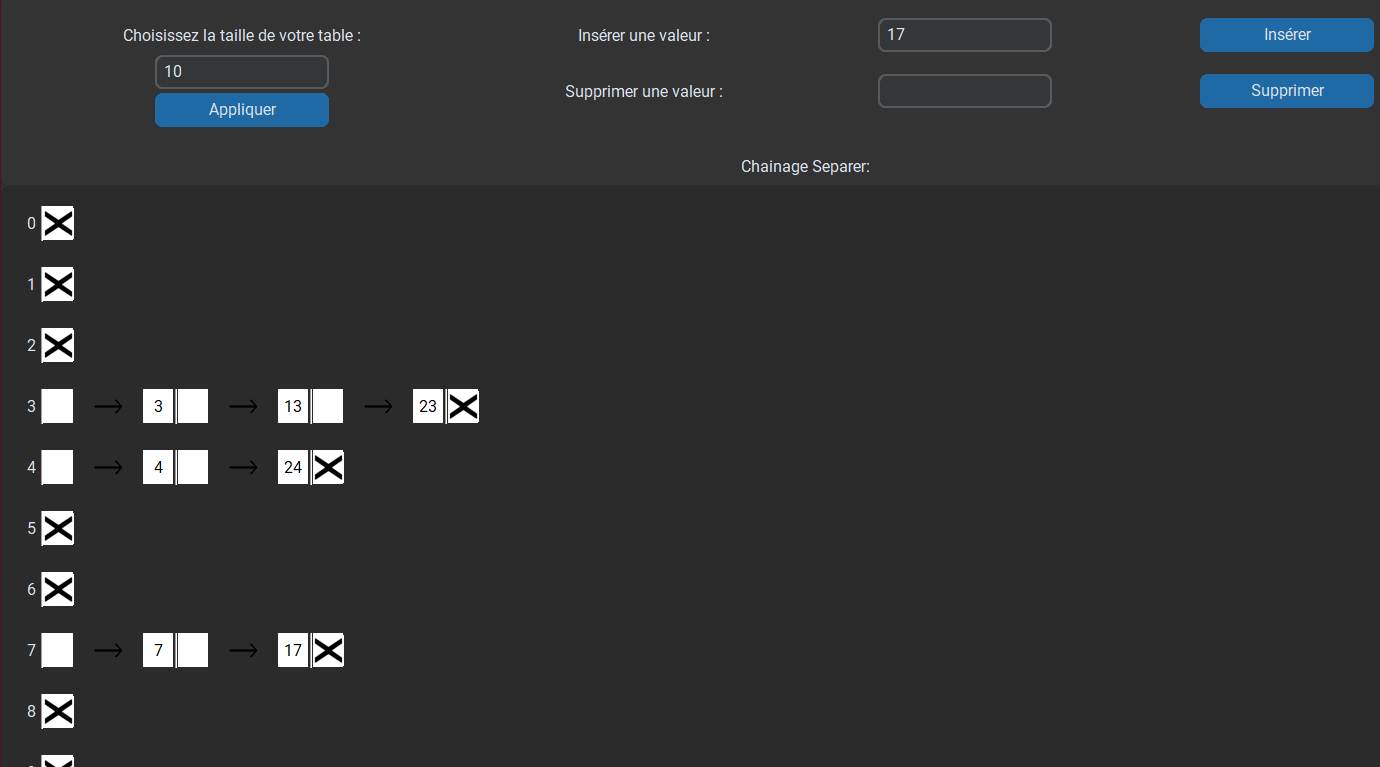 Choisissez la taille de votre table :
10
Appliquer
Insérer une valeur :
17
Insérer
Supprimer une valeur :
Supprimer
Chainage Separer:
0
1
2
3 3 13 23
4 4 24
5
6
7 7 17
8